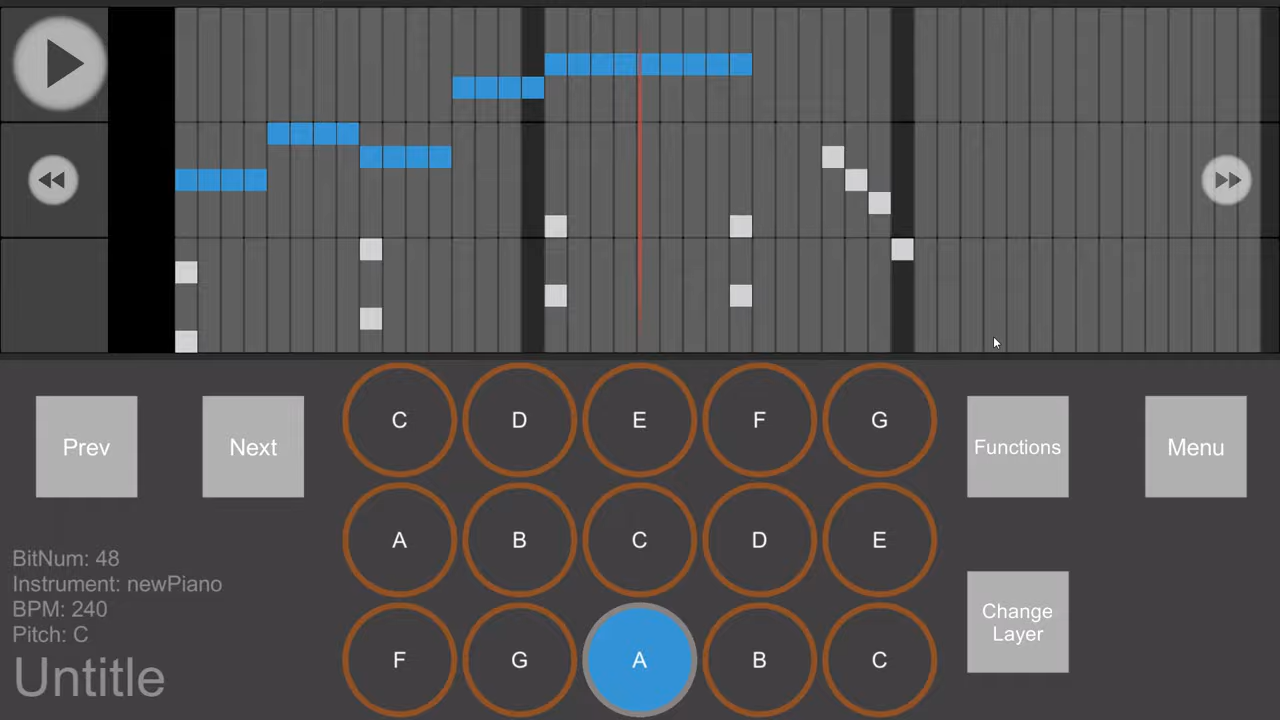 C D E F G
Prev Next Functions Menu
A B C D E
BitNum: 48
Instrument: newPiano
BPM: 240
Pitch: C
Change
Layer
F G A B C
Untitle